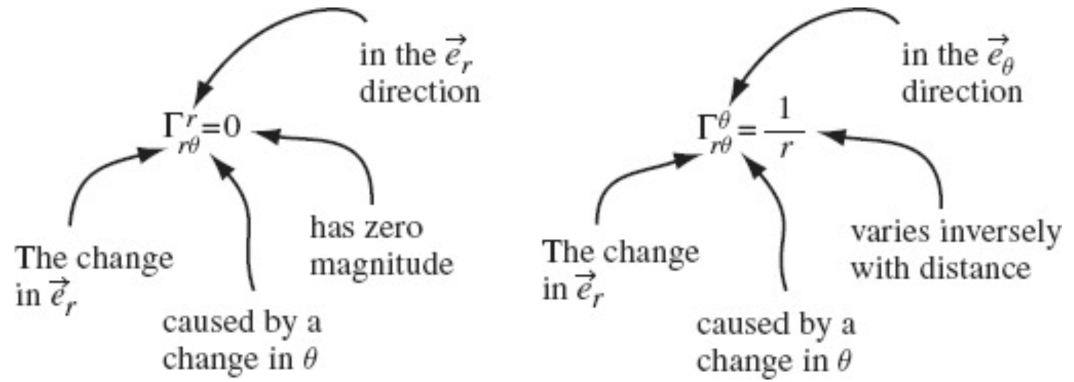 in the e⃗_r
direction
Γ^r_{rθ}=0
has zero
magnitude
The change
in e⃗_r
caused by a
change in θ
in the e⃗_θ
direction
Γ^θ_{rθ} = 1/r
varies inversely
with distance
The change
in e⃗_r
caused by a
change in θ